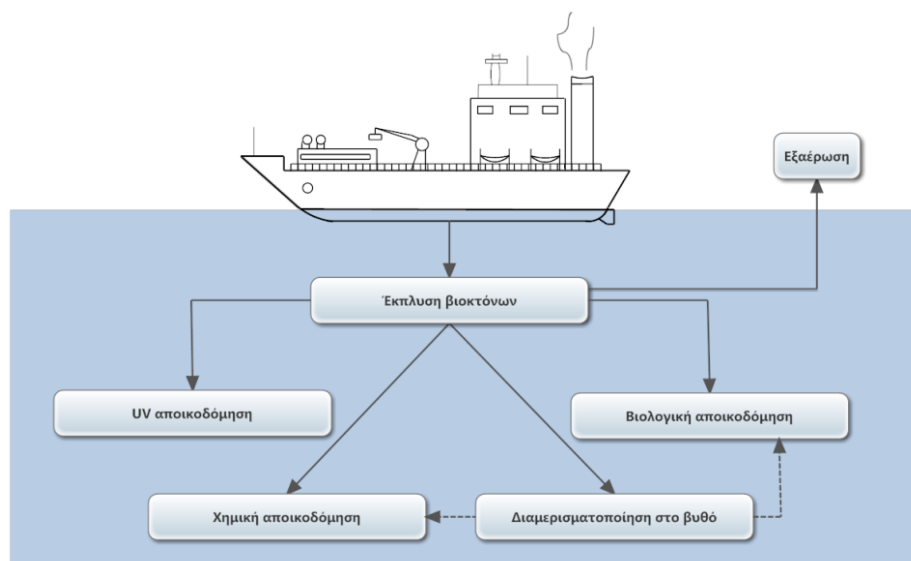 Εξαέρωση
Έκπλυση βιοκτόνων
UV αποικοδόμηση
Βιολογική αποικοδόμηση
Χημική αποικοδόμηση
Διαμερισματοποίηση στο βυθό